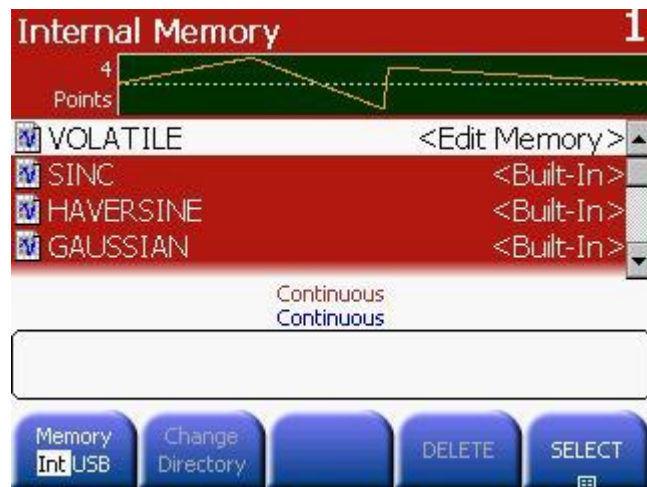 Internal Memory 1
4
Points
VOLATILE <Edit Memory>
SINC <Built-In>
HAVERSINE <Built-In>
GAUSSIAN <Built-In>
Continuous
Continuous
Memory Change
Int USB Directory DELETE SELECT